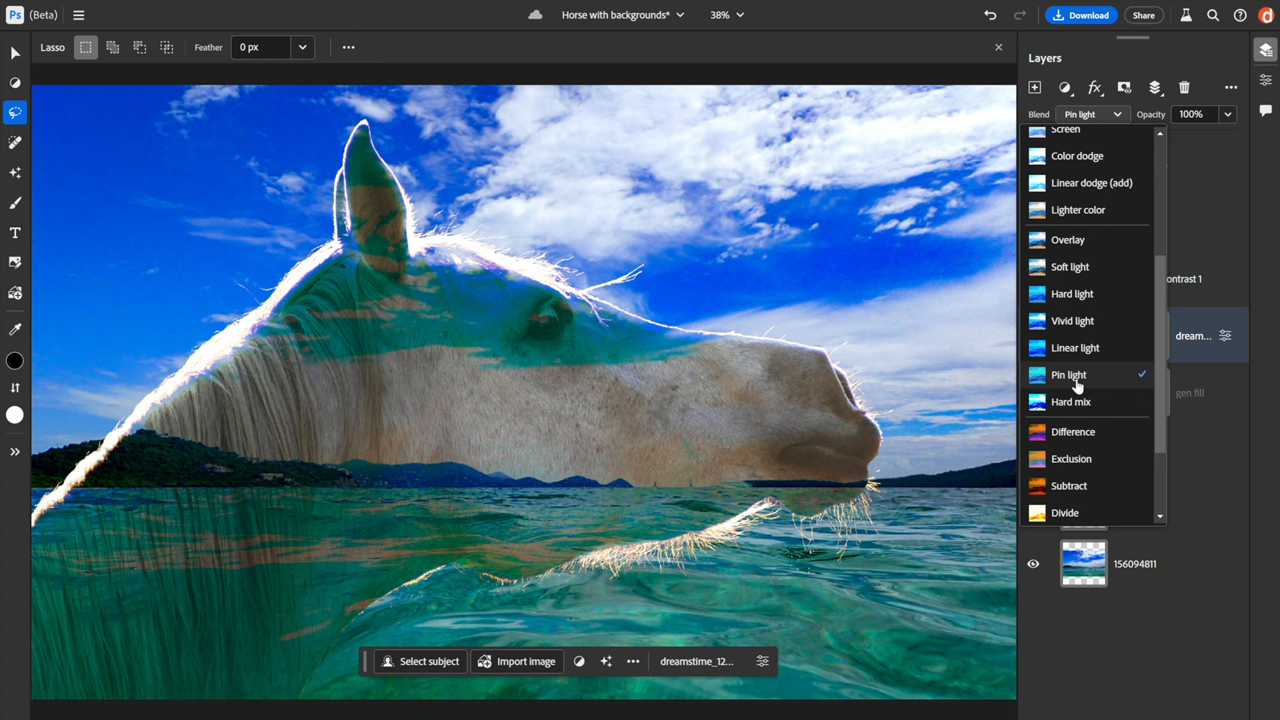 Ps (Beta) Horse with backgrounds* 38% Download Share d
Lasso Feather 0 px
Layers
Blend Pin light Opacity 100%
Screen
Color dodge
Linear dodge (add)
Lighter color
Overlay
Soft light
Hard light
Vivid light
Linear light
Pin light
Hard mix
Difference
Exclusion
Subtract
Divide
ontrast 1
dream...
gen fill
156094811
T
Select subject Import image dreamstime_12...